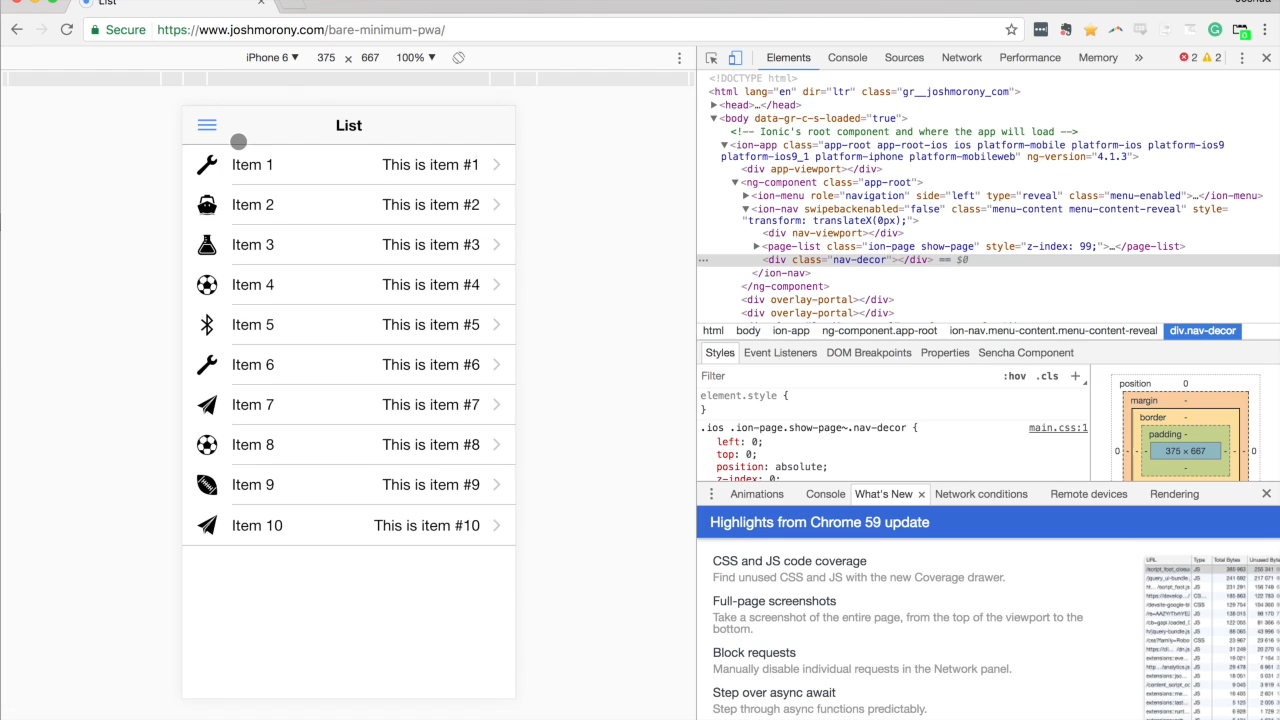 List
Joshua
Secure https://www.joshmorony.com/bare-minimum-pwa/
iPhone 6 ▼ 375 × 667 100% ▼
Elements Console Sources Network Performance Memory » 2 2
List
Item 1 This is item #1
Item 2 This is item #2
Item 3 This is item #3
Item 4 This is item #4
Item 5 This is item #5
Item 6 This is item #6
Item 7 This is item #7
Item 8 This is item #8
Item 9 This is item #9
Item 10 This is item #10
<!DOCTYPE html>
<html lang="en" dir="ltr" class="gr__joshmorony_com">
▶<head>…</head>
▼<body data-gr-c-s-loaded="true">
<!-- Ionic's root component and where the app will load -->
▼<ion-app class="app-root app-root-ios ios platform-mobile platform-ios platform-ios9
platform-ios9_1 platform-iphone platform-mobileweb" ng-version="4.1.3">
<div app-viewport></div>
▼<ng-component class="app-root">
▶<ion-menu role="navigation" side="left" type="reveal" class="menu-enabled">…</ion-menu>
▼<ion-nav swipebackenabled="false" class="menu-content menu-content-reveal" style=
"transform: translateX(0px);">
<div nav-viewport></div>
▶<page-list class="ion-page show-page" style="z-index: 99;">…</page-list>
… <div class="nav-decor"></div> == $0
</ion-nav>
</ng-component>
<div overlay-portal></div>
<div overlay-portal></div>
html body ion-app ng-component.app-root ion-nav.menu-content.menu-content-reveal div.nav-decor
Styles Event Listeners DOM Breakpoints Properties Sencha Component
Filter :hov .cls +
element.style {
}
.ios .ion-page.show-page~.nav-decor { main.css:1
left: 0;
top: 0;
position: absolute;
z-index: 0;
position 0
margin -
border -
padding -
0 - - - 375 × 667 - - - 0
-
Animations Console What's New × Network conditions Remote devices Rendering
Highlights from Chrome 59 update
CSS and JS code coverage
Find unused CSS and JS with the new Coverage drawer.
Full-page screenshots
Take a screenshot of the entire page, from the top of the viewport to the
bottom.
Block requests
Manually disable individual requests in the Network panel.
Step over async await
Step through async functions predictably.
URL Type Total Bytes